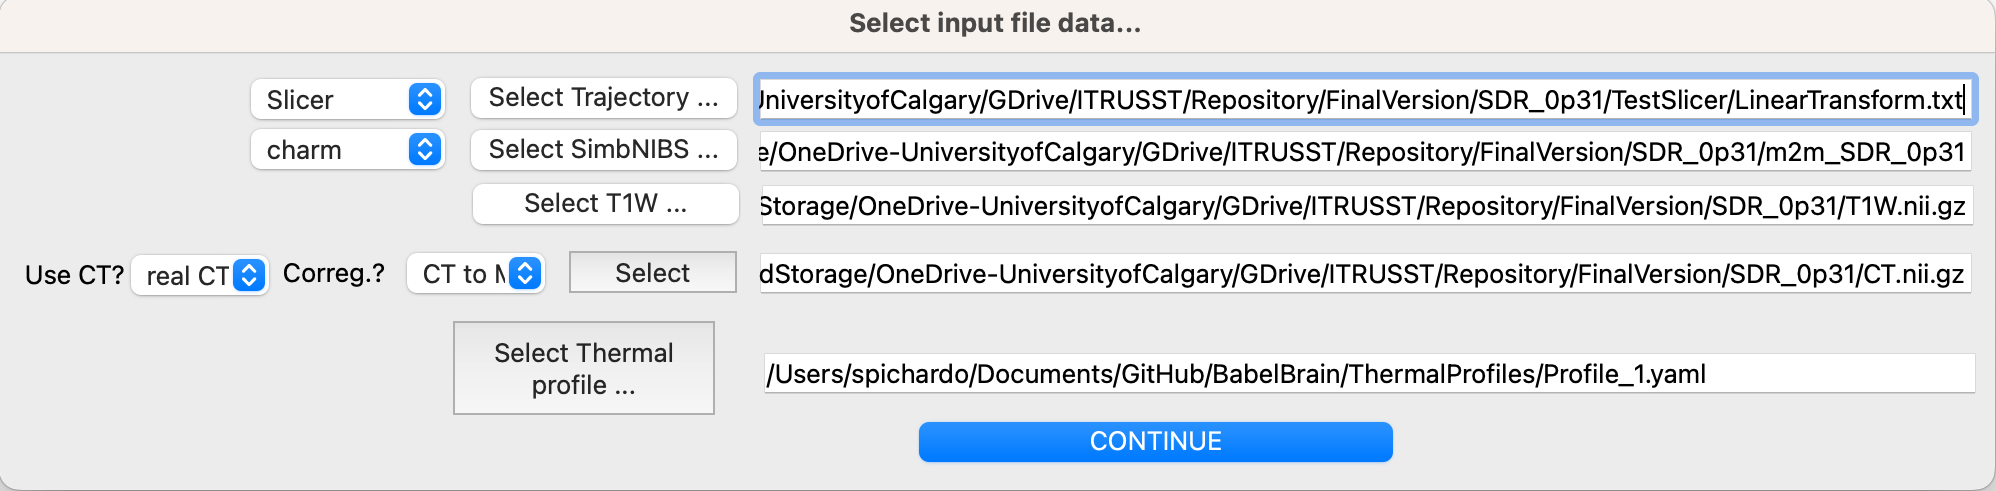 Select input file data...
Slicer Select Trajectory ... UniversityofCalgary/GDrive/ITRUSST/Repository/FinalVersion/SDR_0p31/TestSlicer/LinearTransform.txt
charm Select SimbNIBS ... e/OneDrive-UniversityofCalgary/GDrive/ITRUSST/Repository/FinalVersion/SDR_0p31/m2m_SDR_0p31
Select T1W ... Storage/OneDrive-UniversityofCalgary/GDrive/ITRUSST/Repository/FinalVersion/SDR_0p31/T1W.nii.gz
Use CT? real CT Correg.? CT to M Select dStorage/OneDrive-UniversityofCalgary/GDrive/ITRUSST/Repository/FinalVersion/SDR_0p31/CT.nii.gz
Select Thermal
profile ... /Users/spichardo/Documents/GitHub/BabelBrain/ThermalProfiles/Profile_1.yaml
CONTINUE